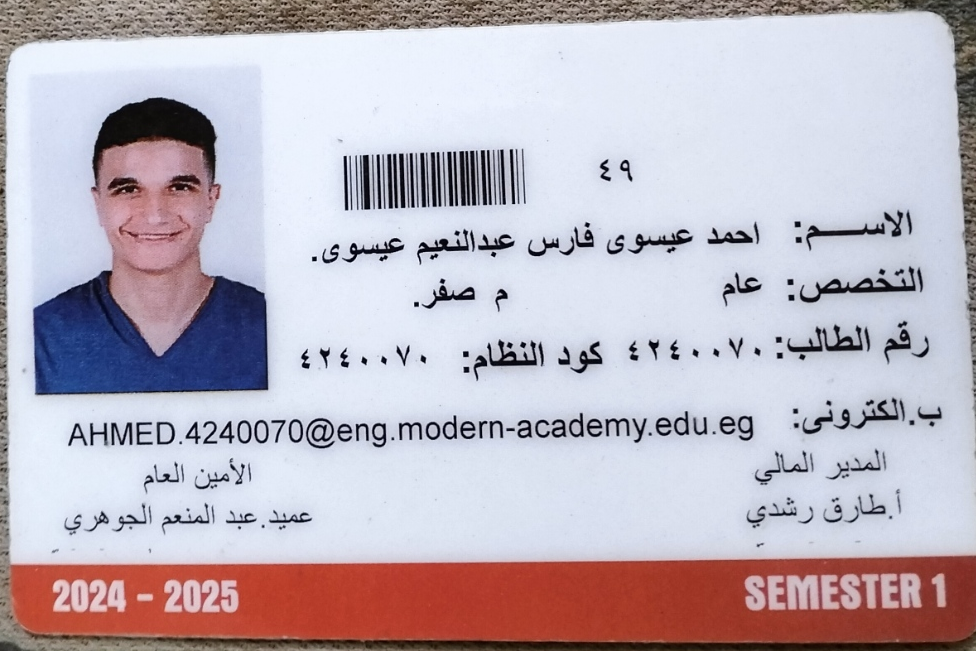 ٤٩
الاســـم: احمد عيسوى فارس عبدالنعيم عيسوى.
التخصص: عام م صفر.
رقم الطالب: ٤٢٤٠٠٧٠ كود النظام: ٤٢٤٠٠٧٠
ب.الكترونى: AHMED.4240070@eng.modern-academy.edu.eg
المدير المالي الأمين العام
أ.طارق رشدي عميد.عبد المنعم الجوهري
2024 - 2025 SEMESTER 1